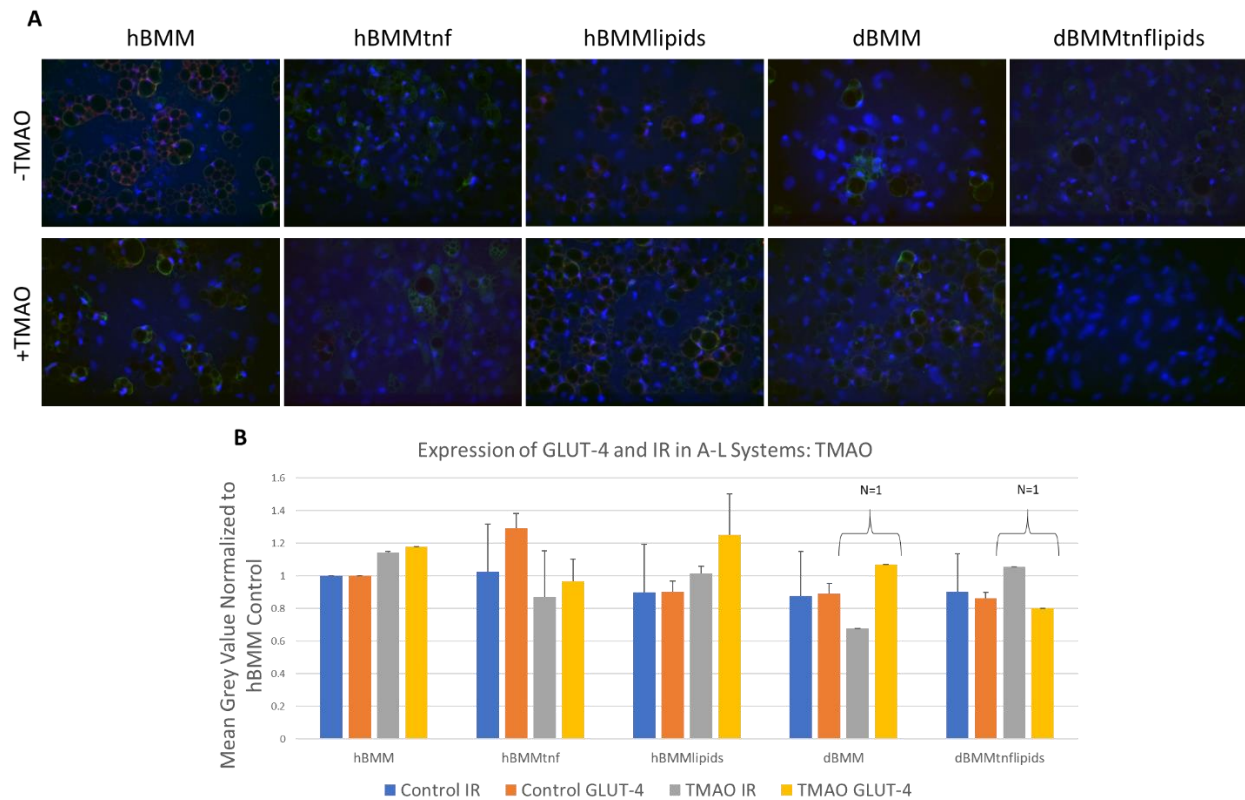 A
hBMM hBMMtnf hBMMlipids dBMM dBMMtnflipids
-TMAO
+TMAO
B
Expression of GLUT-4 and IR in A-L Systems: TMAO
Mean Grey Value Normalized to
hBMM Control
1.6
1.4
1.2
1
0.8
0.6
0.4
0.2
0
N=1 N=1
hBMM hBMMtnf hBMMlipids dBMM dBMMtnflipids
Control IR Control GLUT-4 TMAO IR TMAO GLUT-4